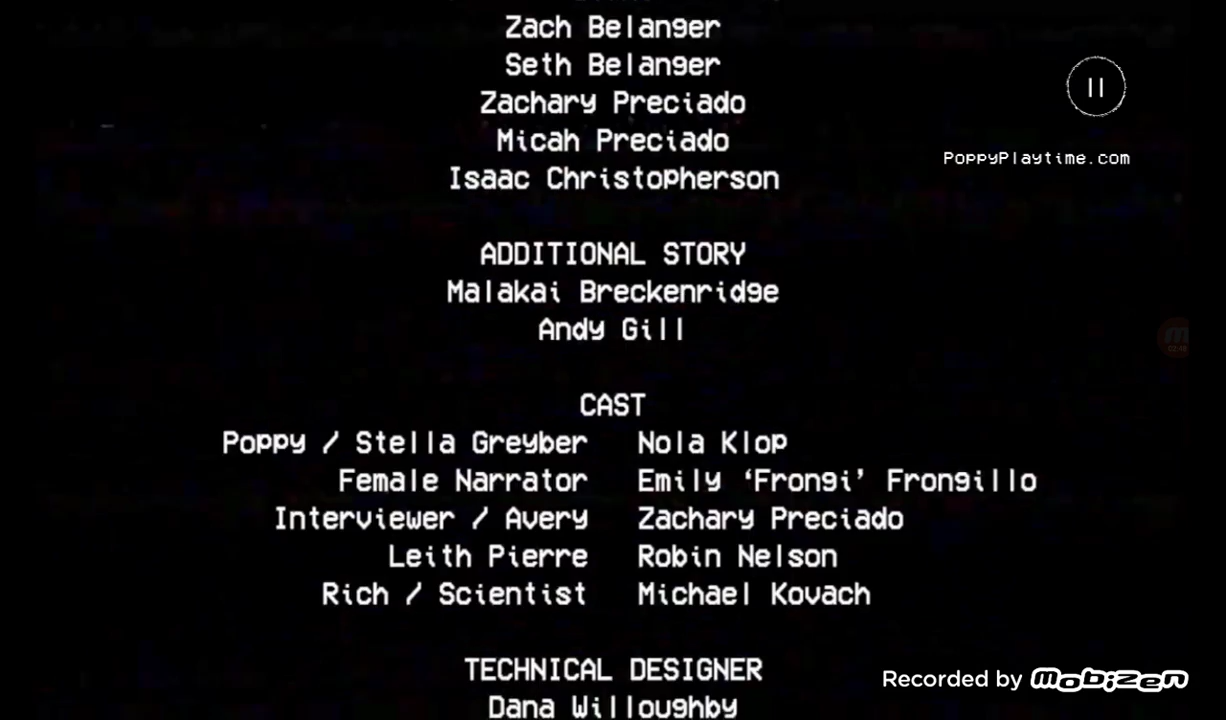 Zach Belanger
Seth Belanger
Zachary Preciado
Micah Preciado
PoppyPlaytime.com
Isaac Christopherson
ADDITIONAL STORY
Malakai Breckenridge
Andy Gill
CAST
Poppy / Stella Greyber Nola Klop
Female Narrator Emily ‘Frongi’ Frongillo
Interviewer / Avery Zachary Preciado
Leith Pierre Robin Nelson
Rich / Scientist Michael Kovach
TECHNICAL DESIGNER
Recorded by mobizen
Dana Willoughby